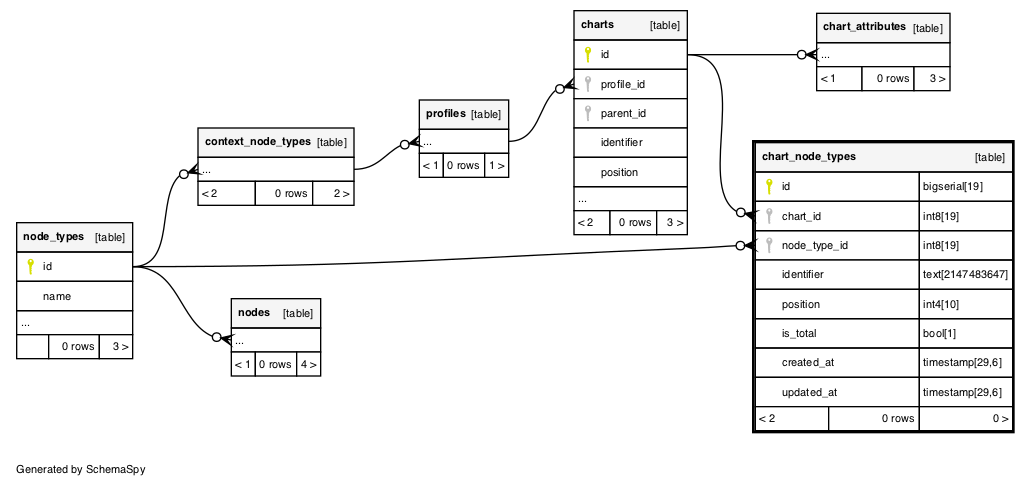 charts [table]
id
profile_id
parent_id
identifier
position
...
< 2 0 rows 3 >
chart_attributes [table]
...
< 1 0 rows 3 >
profiles [table]
...
< 1 0 rows 1 >
context_node_types [table]
...
< 2 0 rows 2 >
chart_node_types [table]
id bigserial[19]
chart_id int8[19]
node_type_id int8[19]
identifier text[2147483647]
position int4[10]
is_total bool[1]
created_at timestamp[29,6]
updated_at timestamp[29,6]
< 2 0 rows 0 >
node_types [table]
id
name
...
0 rows 3 >
nodes [table]
...
< 1 0 rows 4 >
Generated by SchemaSpy